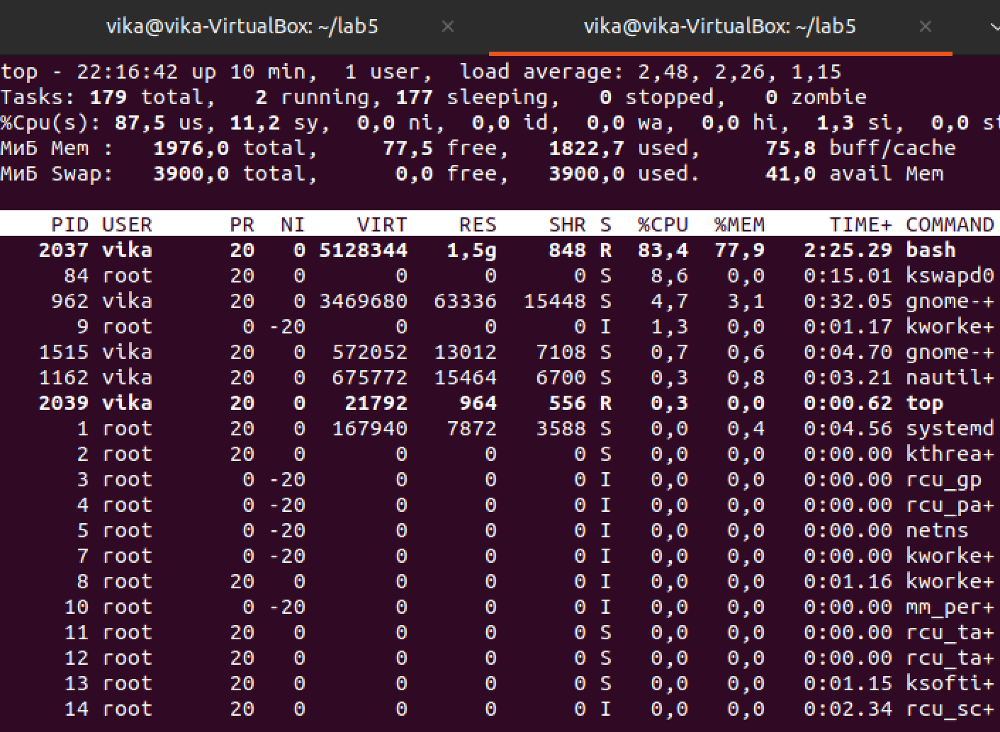 vika@vika-VirtualBox: ~/lab5 × vika@vika-VirtualBox: ~/lab5 ×
top - 22:16:42 up 10 min,  1 user,  load average: 2,48, 2,26, 1,15
Tasks: 179 total,   2 running, 177 sleeping,   0 stopped,   0 zombie
%Cpu(s): 87,5 us, 11,2 sy,  0,0 ni,  0,0 id,  0,0 wa,  0,0 hi,  1,3 si,  0,0 st
МиБ Mem :   1976,0 total,     77,5 free,   1822,7 used,     75,8 buff/cache
МиБ Swap:   3900,0 total,      0,0 free,   3900,0 used.     41,0 avail Mem
PID USER      PR  NI    VIRT    RES    SHR S  %CPU  %MEM     TIME+ COMMAND
2037 vika      20   0 5128344   1,5g    848 R  83,4  77,9   2:25.29 bash
84 root      20   0       0      0      0 S   8,6   0,0   0:15.01 kswapd0
962 vika      20   0 3469680  63336  15448 S   4,7   3,1   0:32.05 gnome-+
9 root       0 -20       0      0      0 I   1,3   0,0   0:01.17 kworke+
1515 vika      20   0  572052  13012   7108 S   0,7   0,6   0:04.70 gnome-+
1162 vika      20   0  675772  15464   6700 S   0,3   0,8   0:03.21 nautil+
2039 vika      20   0   21792    964    556 R   0,3   0,0   0:00.62 top
1 root      20   0  167940   7872   3588 S   0,0   0,4   0:04.56 systemd
2 root      20   0       0      0      0 S   0,0   0,0   0:00.00 kthrea+
3 root       0 -20       0      0      0 I   0,0   0,0   0:00.00 rcu_gp
4 root       0 -20       0      0      0 I   0,0   0,0   0:00.00 rcu_pa+
5 root       0 -20       0      0      0 I   0,0   0,0   0:00.00 netns
7 root       0 -20       0      0      0 I   0,0   0,0   0:00.00 kworke+
8 root      20   0       0      0      0 I   0,0   0,0   0:01.16 kworke+
10 root       0 -20       0      0      0 I   0,0   0,0   0:00.00 mm_per+
11 root      20   0       0      0      0 S   0,0   0,0   0:00.00 rcu_ta+
12 root      20   0       0      0      0 S   0,0   0,0   0:00.00 rcu_ta+
13 root      20   0       0      0      0 S   0,0   0,0   0:01.15 ksofti+
14 root      20   0       0      0      0 I   0,0   0,0   0:02.34 rcu_sc+